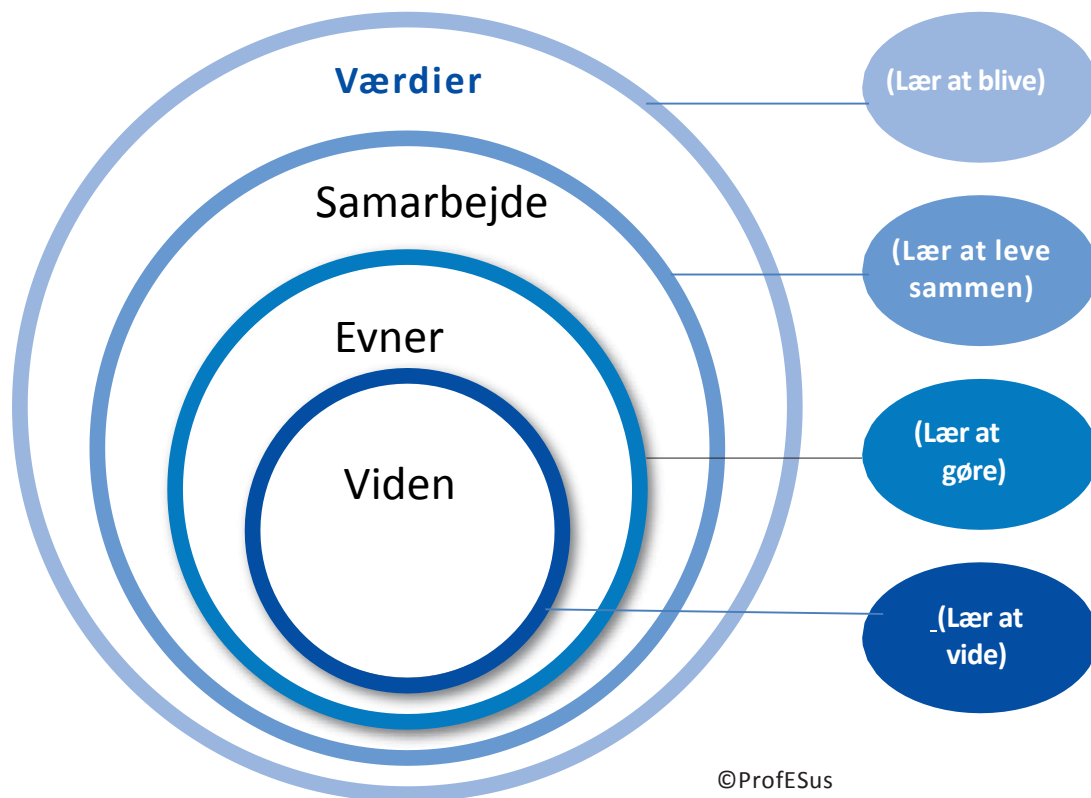 Værdier
(Lær at blive)
Samarbejde
(Lær at leve
sammen)
Evner
(Lær at
gøre)
Viden
(Lær at
vide)
©ProfESus